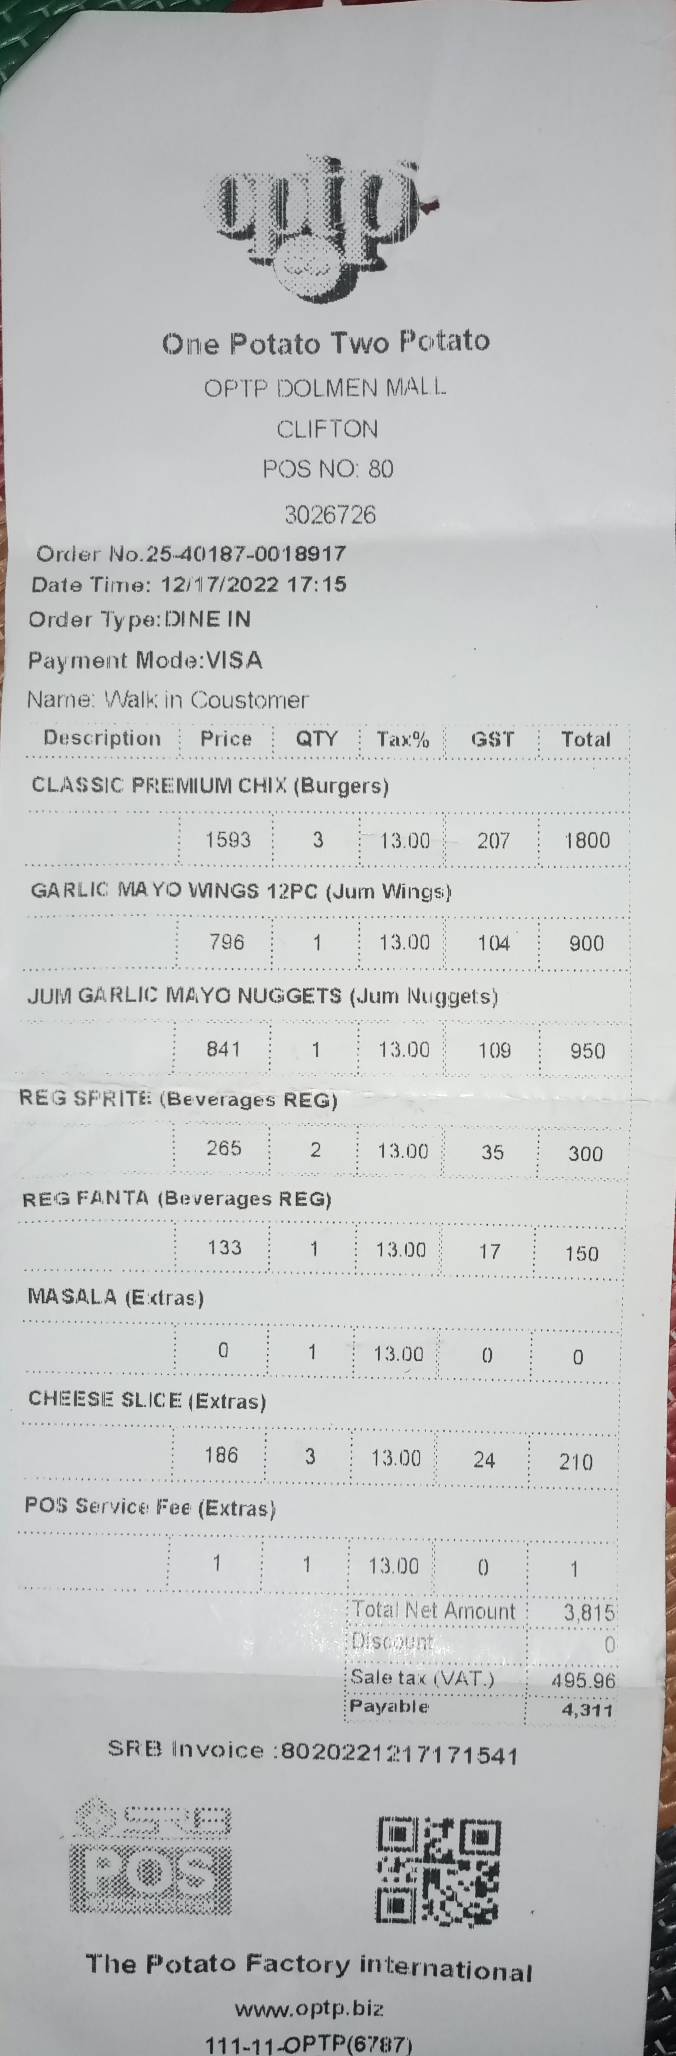 optp
One Potato Two Potato
OPTP DOLMEN MALL
CLIFTON
POS NO: 80
3026726
Order No.25-40187-0018917
Date Time: 12/17/2022 17:15
Order Type:DINE IN
Payment Mode:VISA
Name: Walk in Coustomer
Description Price QTY Tax% GST Total
CLASSIC PREMIUM CHIX (Burgers)
1593 3 13.00 207 1800
GARLIC MAYO WINGS 12PC (Jum Wings)
796 1 13.00 104 900
JUM GARLIC MAYO NUGGETS (Jum Nuggets)
841 1 13.00 109 950
REG SPRITE (Beverages REG)
265 2 13.00 35 300
REG FANTA (Beverages REG)
133 1 13.00 17 150
MASALA (Extras)
0 1 13.00 0 0
CHEESE SLICE (Extras)
186 3 13.00 24 210
POS Service Fee (Extras)
1 1 13.00 0 1
Total Net Amount 3,815
Discount 0
Sale tax (VAT.) 495.96
Payable 4,311
SRB Invoice :8020221217171541
SRB
POS
The Potato Factory international
www.optp.biz
111-11-OPTP(6787)